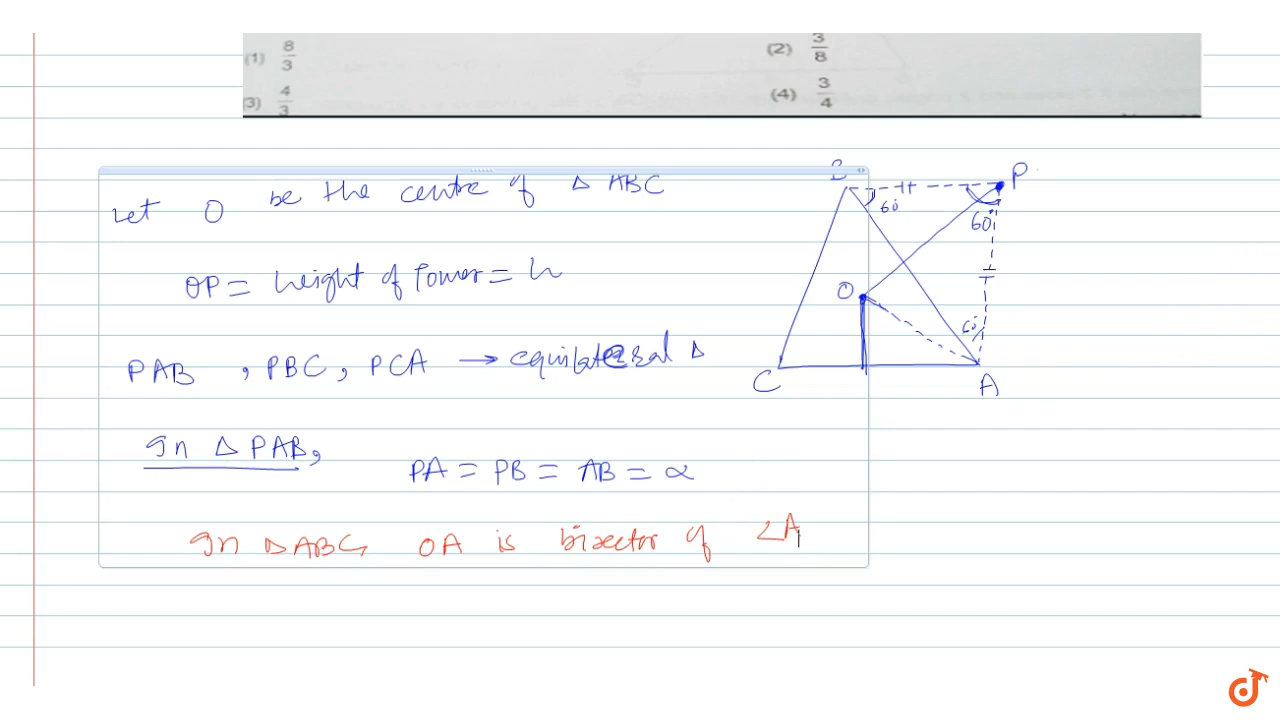 (1) 8/3
(2) 3/8
3) 4/3
(4) 3/4
Let O be the centre of Δ ABC
OP = height of Tower = h
PAB , PBC, PCA → equilateral Δ
In Δ PAB,
PA = PB = AB = α
In ΔABC, OA is bisector of ∠A
B
P
60°
60°
O
60°
C
A